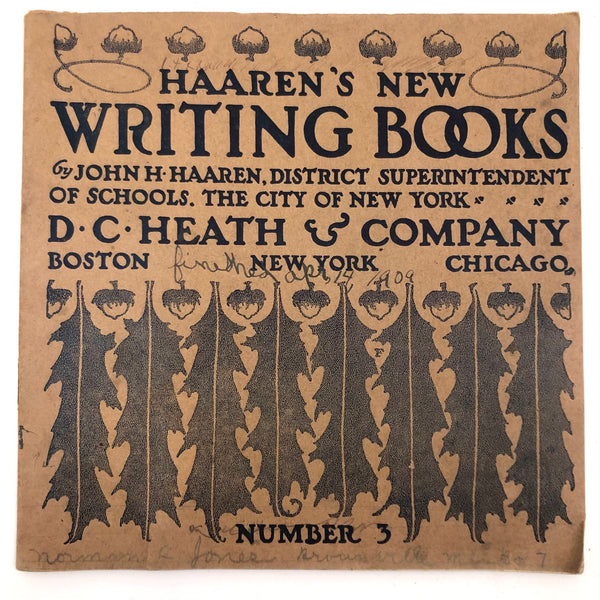 HAAREN'S NEW
WRITING BOOKS
by JOHN H. HAAREN, DISTRICT SUPERINTENDENT
OF SCHOOLS. THE CITY OF NEW YORK
D·C·HEATH & COMPANY
BOSTON NEW YORK CHICAGO
1909
NUMBER 3
Norman Jones